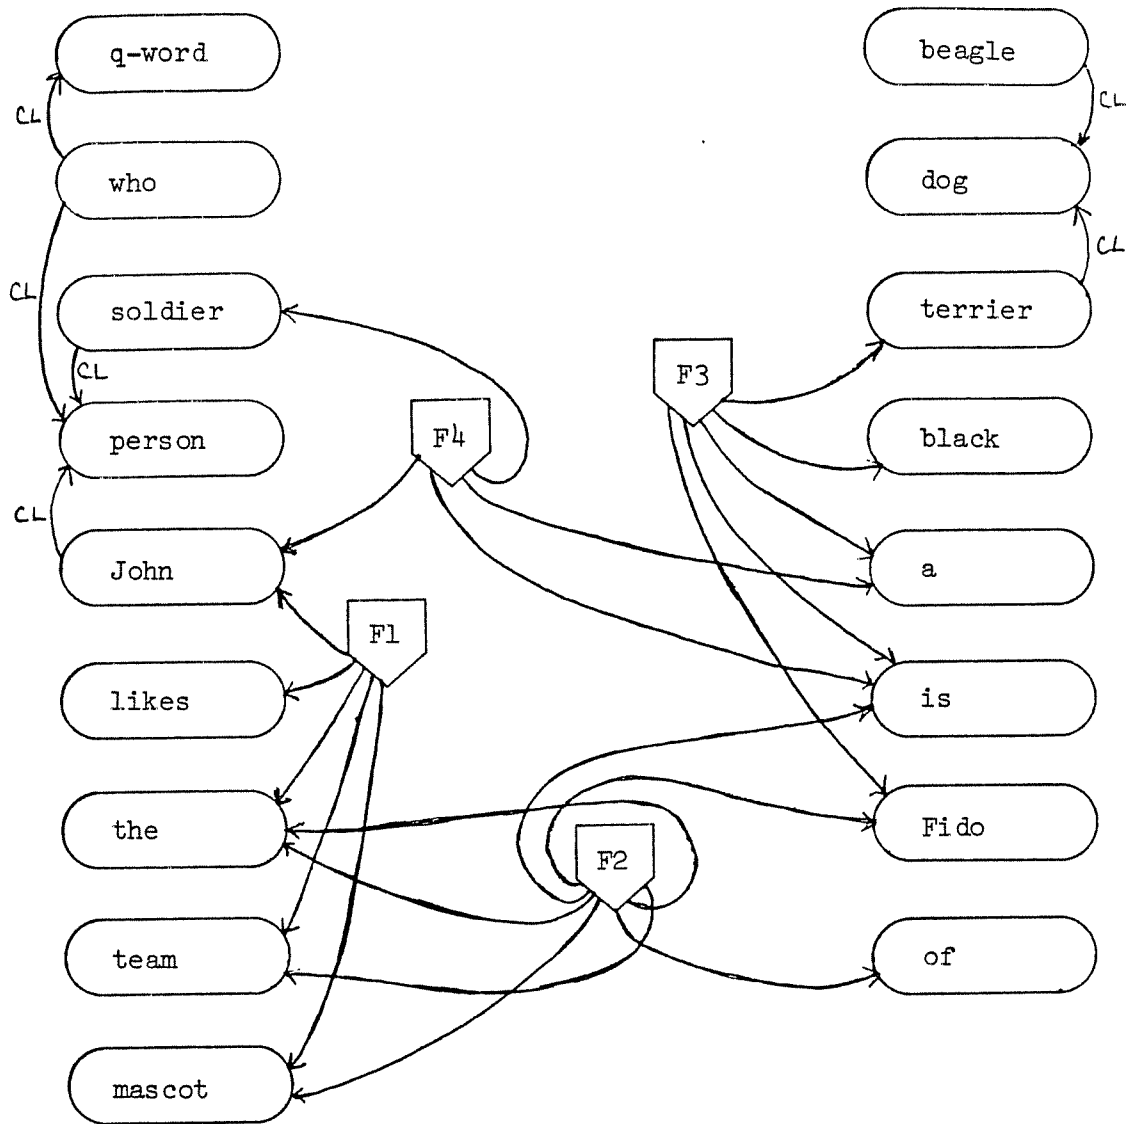 q-word
CL
who
CL
soldier
CL
person
CL
John
likes
the
team
mascot
F4
F1
F3
F2
beagle
CL
dog
CL
terrier
black
a
is
Fido
of